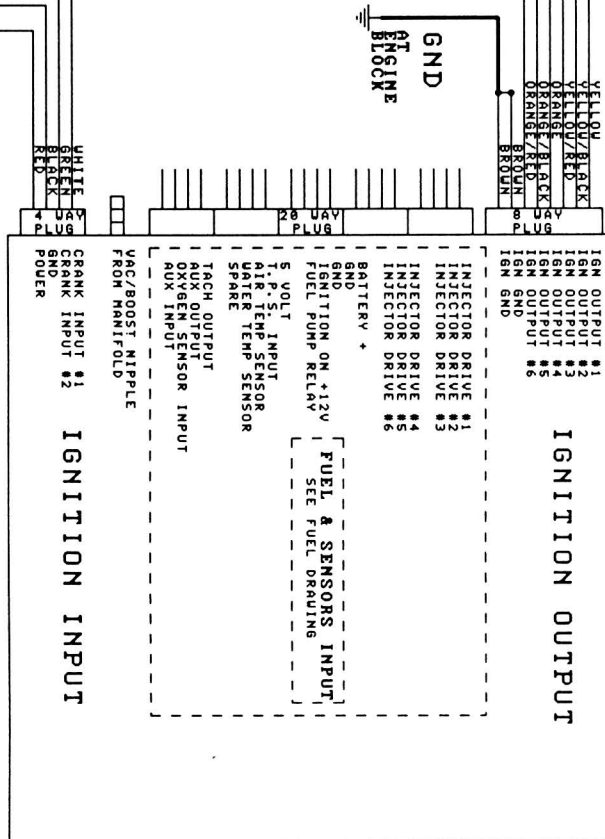 YELLOW
YELLOW/BLACK
YELLOW/RED
ORANGE
ORANGE/BLACK
ORANGE/RED
BROWN
BROWN
GND
AT
ENGINE
BLOCK
8 WAY
PLUG
IGN OUTPUT #1
IGN OUTPUT #2
IGN OUTPUT #3
IGN OUTPUT #4
IGN OUTPUT #5
IGN OUTPUT #6
IGN GND
IGN GND
IGNITION OUTPUT
20 WAY
PLUG
INJECTOR DRIVE #1
INJECTOR DRIVE #2
INJECTOR DRIVE #3
INJECTOR DRIVE #4
INJECTOR DRIVE #5
INJECTOR DRIVE #6
BATTERY +
GND
GND
IGNITION ON +12V
FUEL PUMP RELAY
5 VOLT
T.P.S. INPUT
AIR TEMP SENSOR
WATER TEMP SENSOR
SPARE
TACH OUTPUT
AUX OUTPUT
OXYGEN SENSOR INPUT
AUX INPUT
FUEL & SENSORS INPUT
SEE FUEL DRAWING
VAC/BOOST NIPPLE
FROM MANIFOLD
WHITE
GREEN
BLACK
RED
4 WAY
PLUG
CRANK INPUT #1
CRANK INPUT #2
GND
POWER
IGNITION INPUT